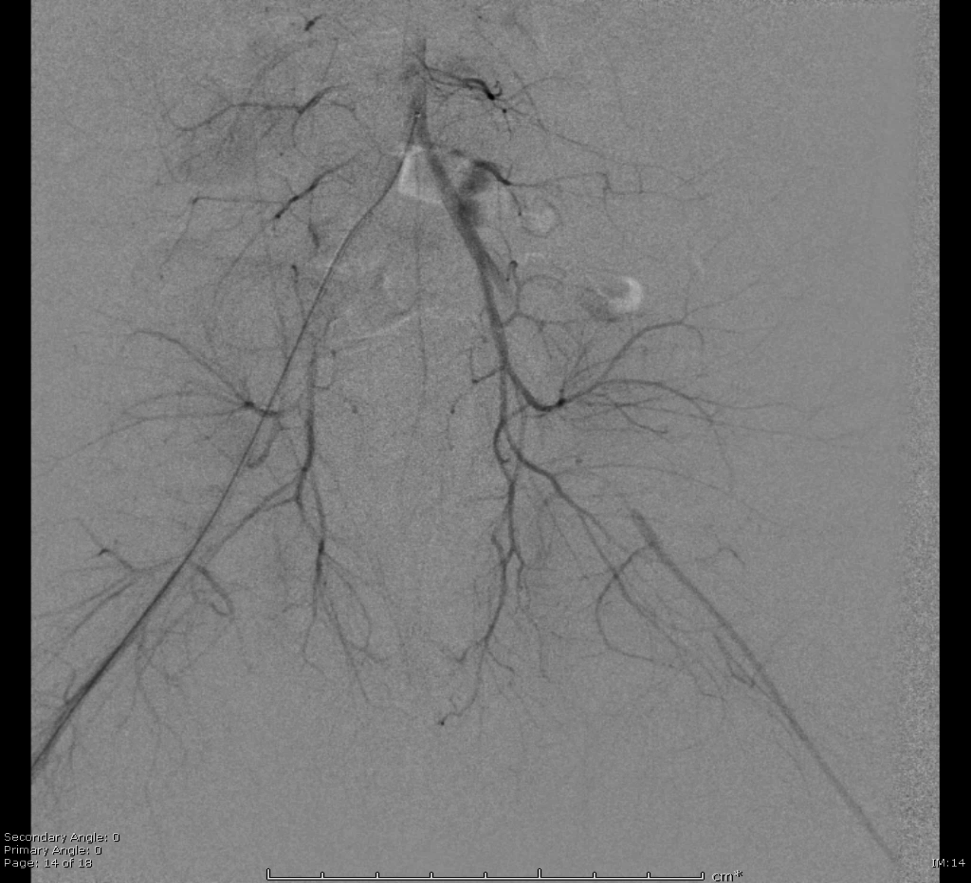 Secondary Angle: 0
Primary Angle: 0
Page: 14 of 18
IM:14
cm*